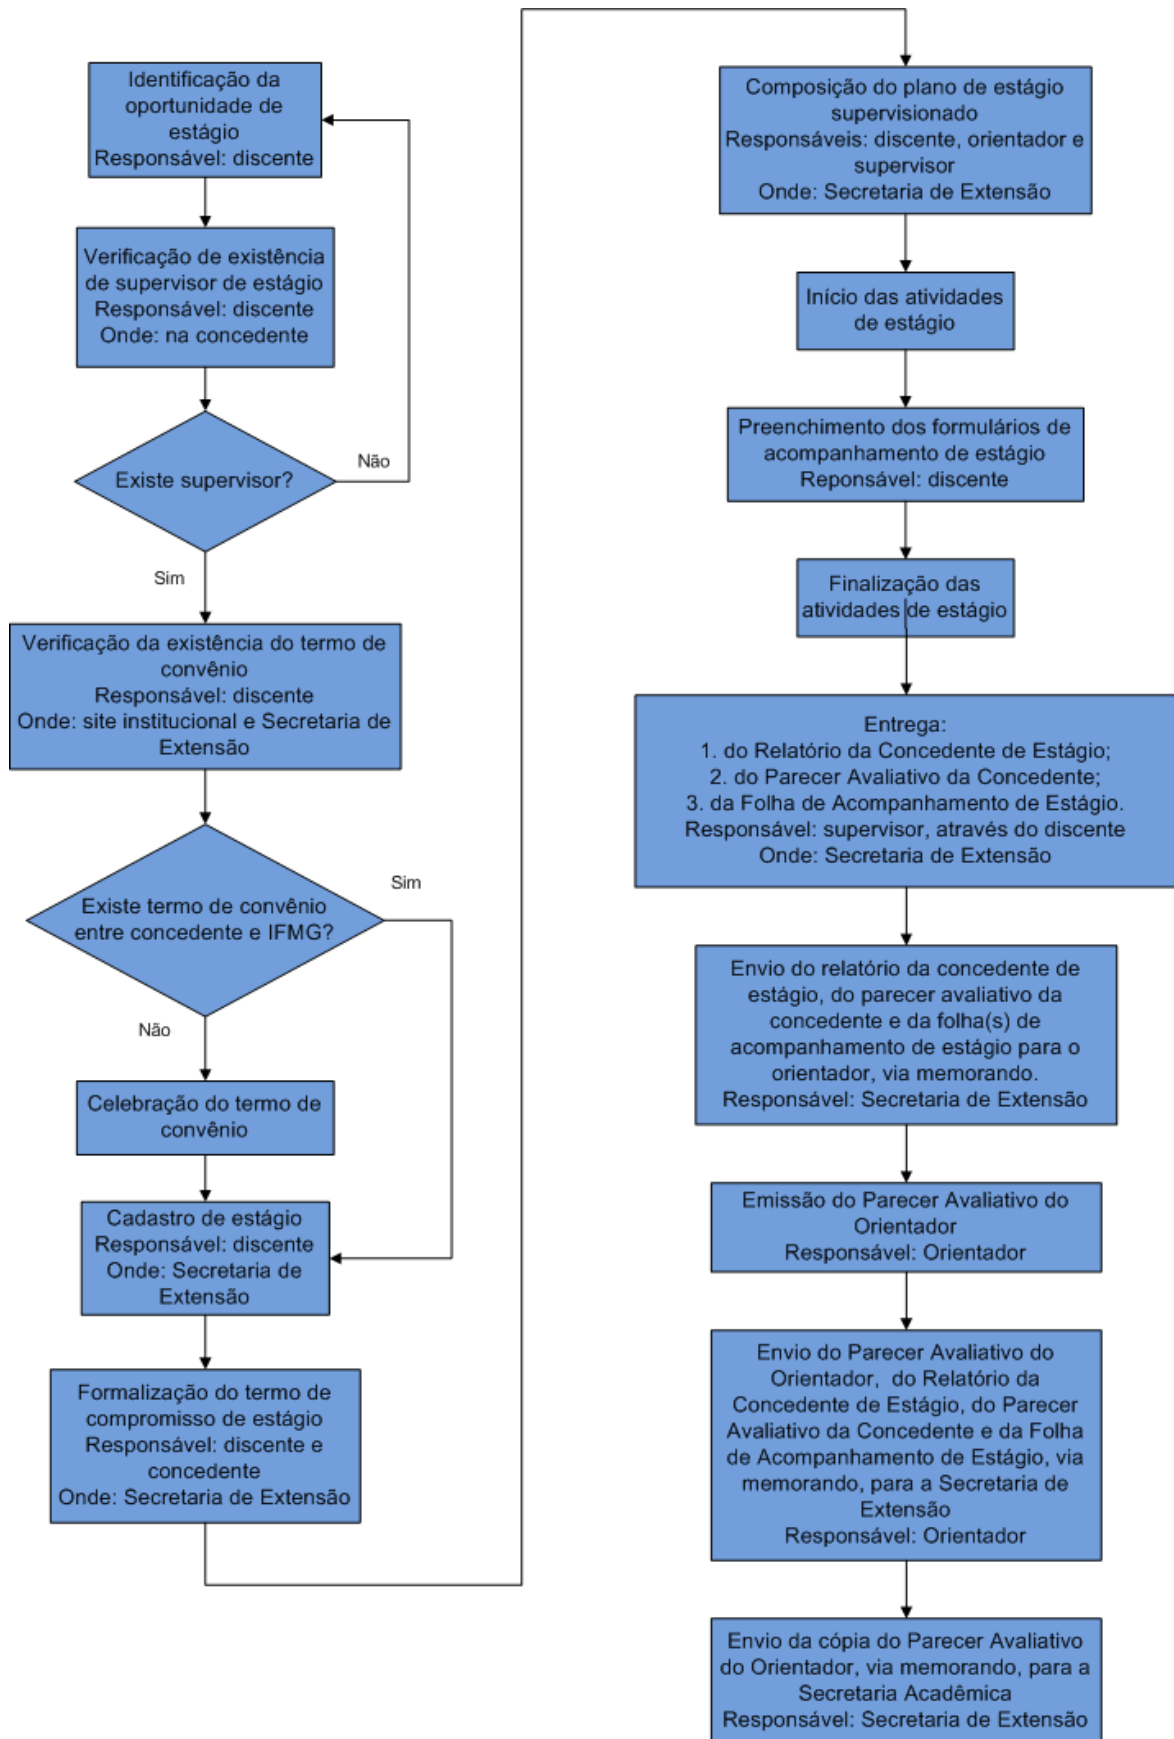 Identificação da
oportunidade de
estágio
Responsável: discente
Verificação de existência
de supervisor de estágio
Responsável: discente
Onde: na concedente
Existe supervisor?
Não
Sim
Verificação da existência do termo de
convênio
Responsável: discente
Onde: site institucional e Secretaria de
Extensão
Existe termo de convênio
entre concedente e IFMG?
Sim
Não
Celebração do termo de
convênio
Cadastro de estágio
Responsável: discente
Onde: Secretaria de
Extensão
Formalização do termo de
compromisso de estágio
Responsável: discente e
concedente
Onde: Secretaria de Extensão
Composição do plano de estágio
supervisionado
Responsáveis: discente, orientador e
supervisor
Onde: Secretaria de Extensão
Início das atividades
de estágio
Preenchimento dos formulários de
acompanhamento de estágio
Reponsável: discente
Finalização das
atividades de estágio
Entrega:
1. do Relatório da Concedente de Estágio;
2. do Parecer Avaliativo da Concedente;
3. da Folha de Acompanhamento de Estágio.
Responsável: supervisor, através do discente
Onde: Secretaria de Extensão
Envio do relatório da concedente de
estágio, do parecer avaliativo da
concedente e da folha(s) de
acompanhamento de estágio para o
orientador, via memorando.
Responsável: Secretaria de Extensão
Emissão do Parecer Avaliativo do
Orientador
Responsável: Orientador
Envio do Parecer Avaliativo do
Orientador, do Relatório da
Concedente de Estágio, do Parecer
Avaliativo da Concedente e da Folha
de Acompanhamento de Estágio, via
memorando, para a Secretaria de
Extensão
Responsável: Orientador
Envio da cópia do Parecer Avaliativo
do Orientador, via memorando, para a
Secretaria Acadêmica
Responsável: Secretaria de Extensão